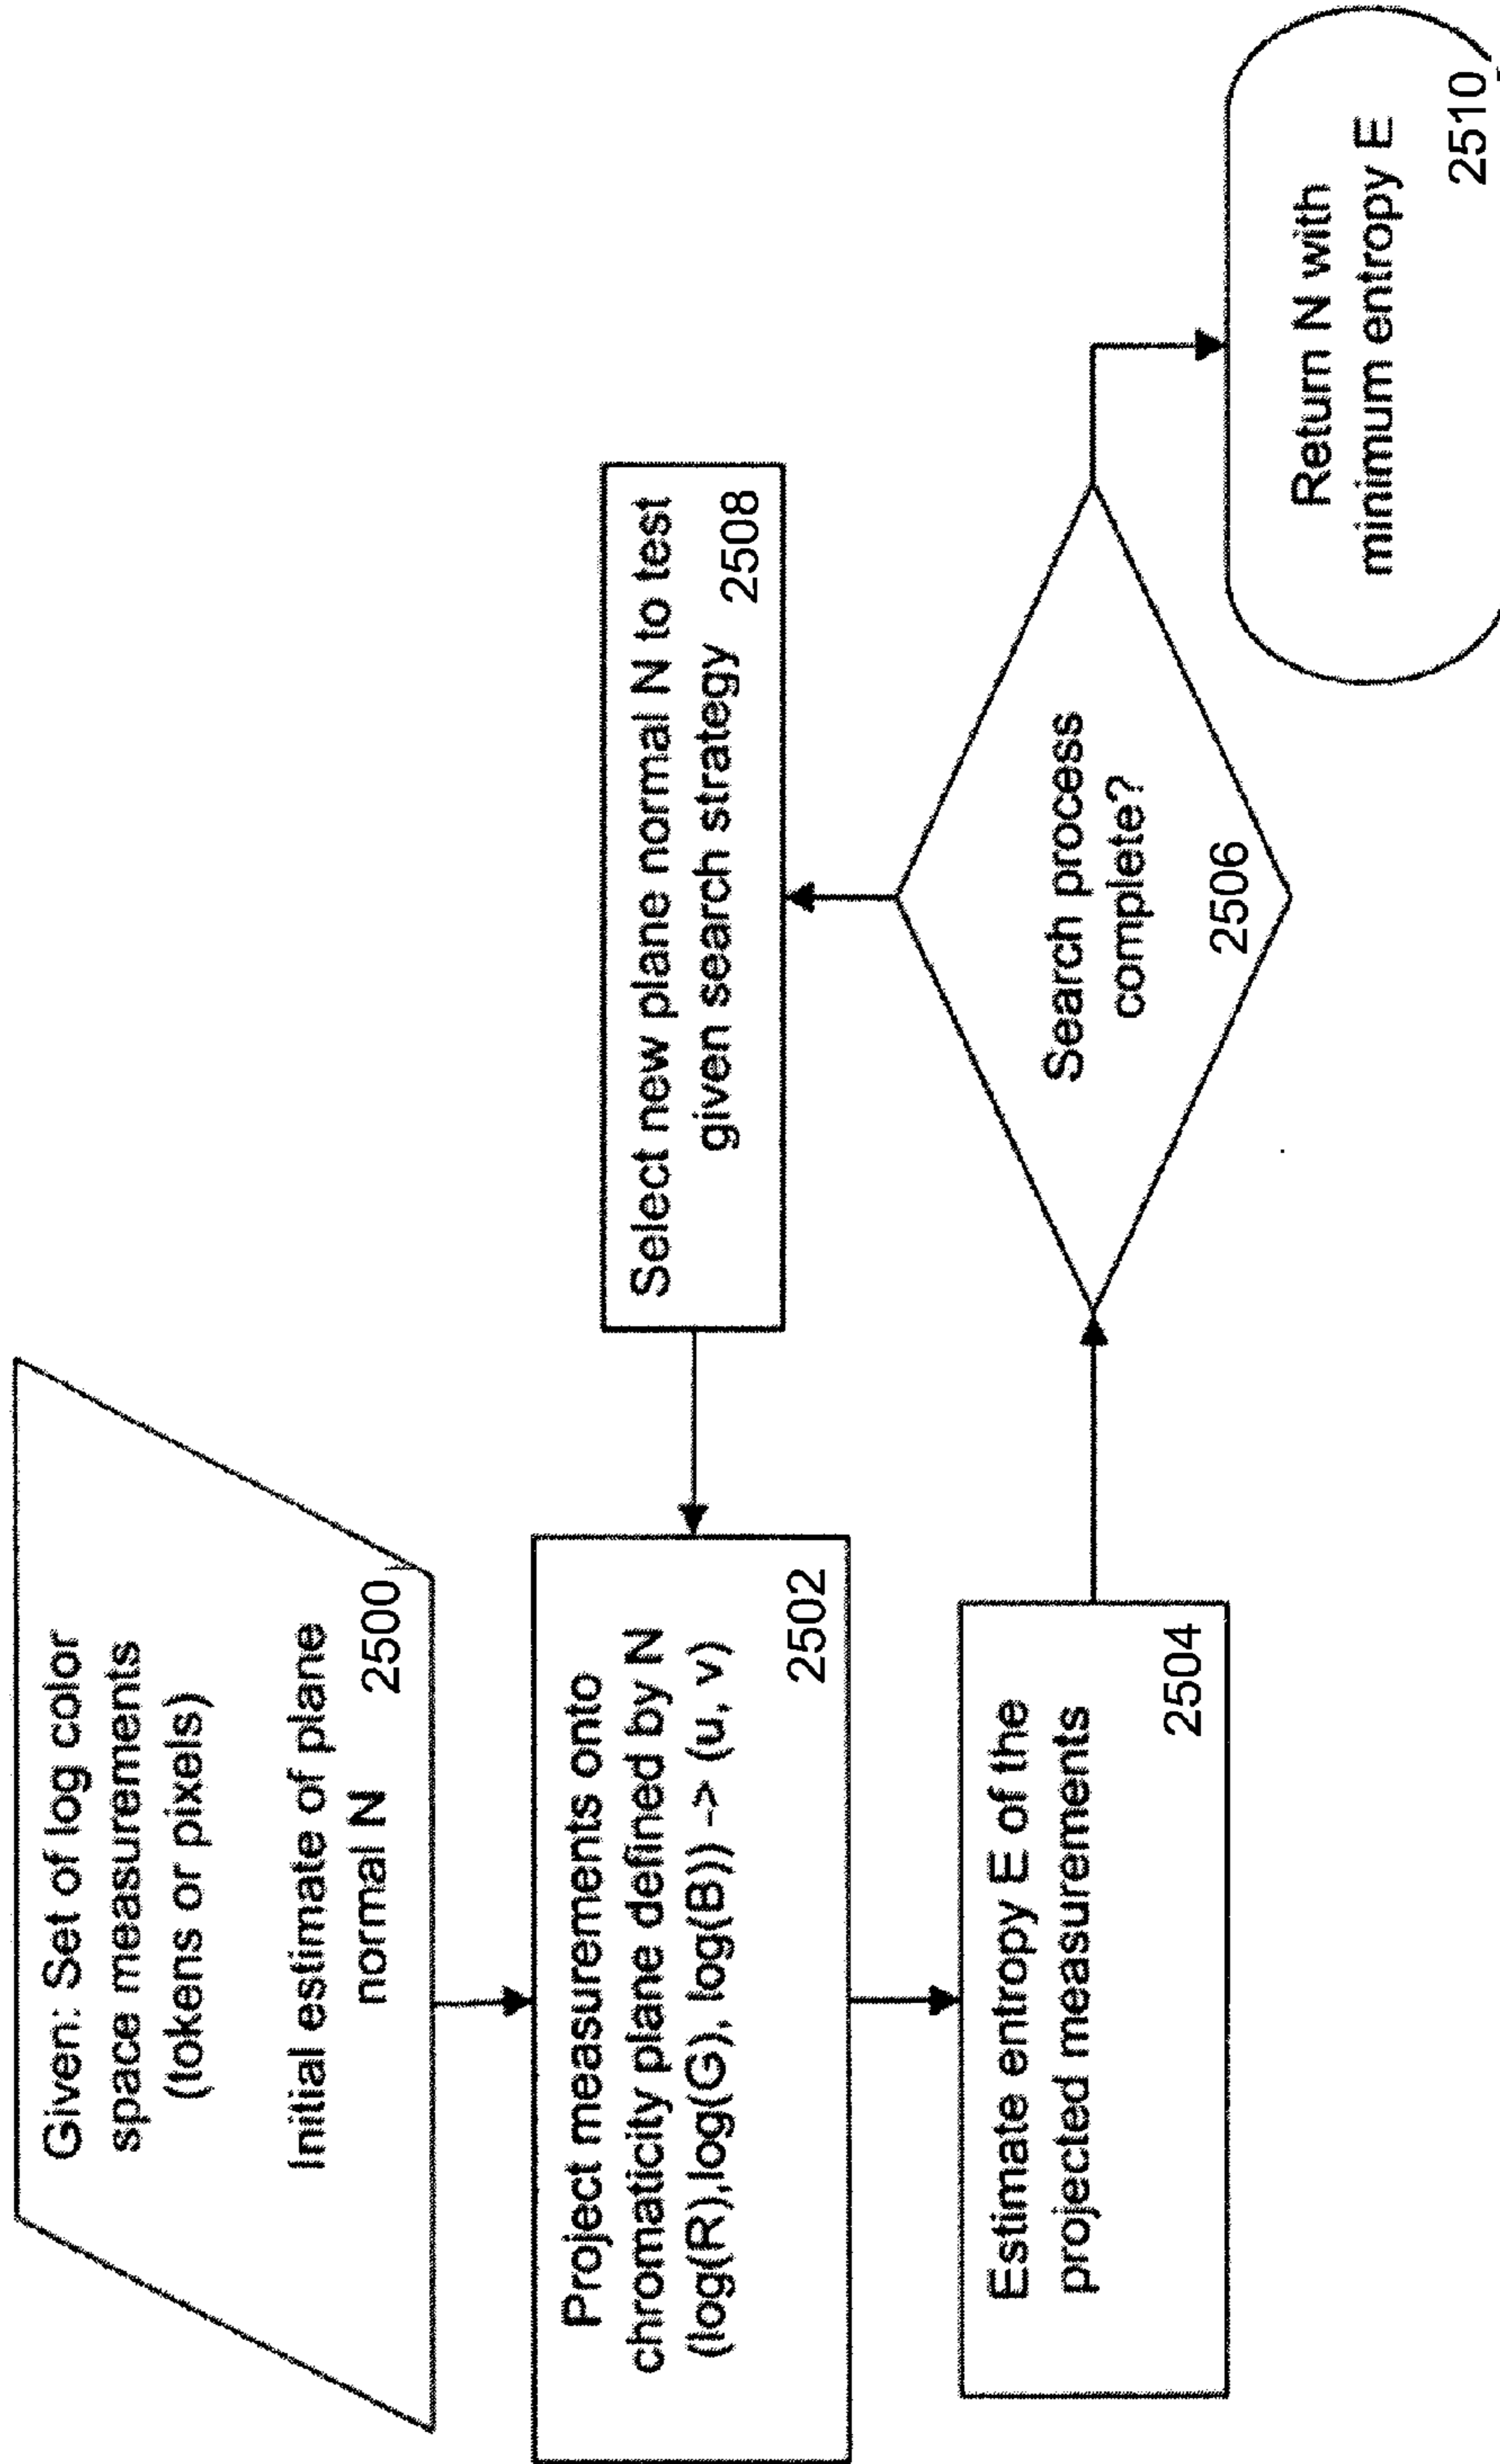 Given: Set of log color
space measurements
(tokens or pixels)
Initial estimate of plane
normal N
2500
Project measurements onto
chromaticity plane defined by N
(log(R),log(G), log(B)) -> (u, v)
2502
Estimate entropy E of the
projected measurements
2504
Search process
complete?
2506
Select new plane normal N to test
given search strategy
2508
Return N with
minimum entropy E
2510